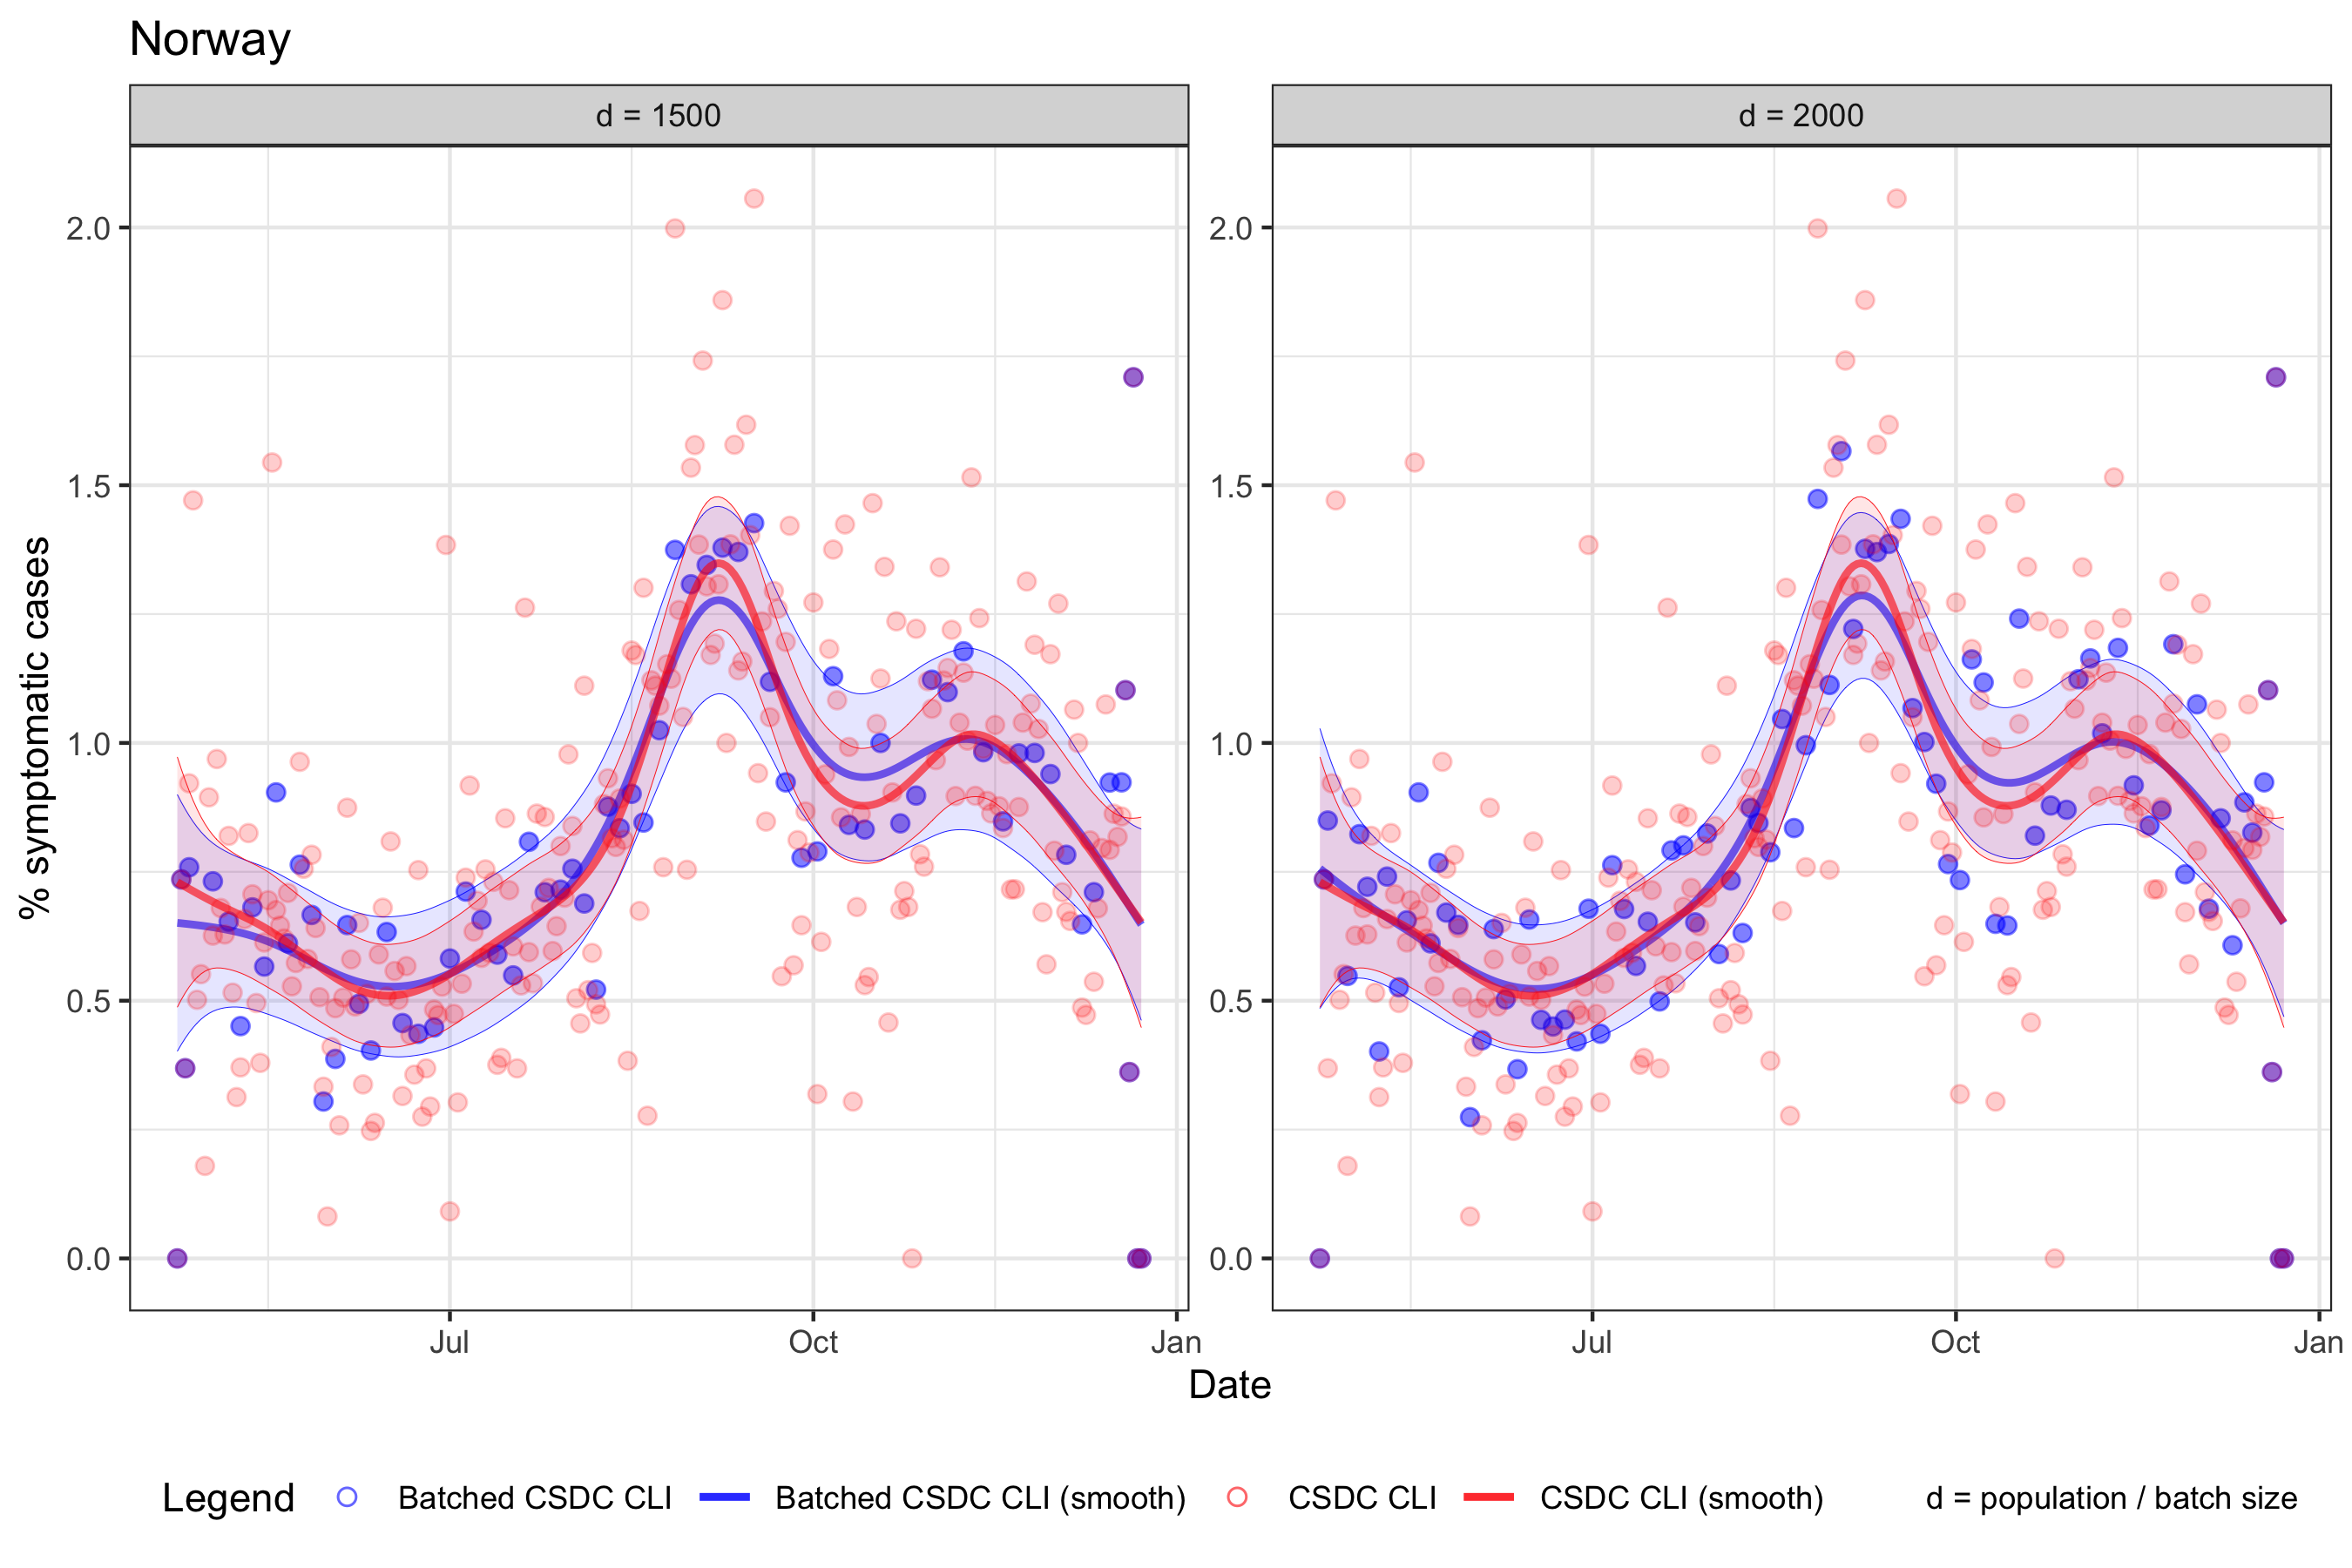 Norway
d = 1500
d = 2000
% symptomatic cases
2.0
1.5
1.0
0.5
0.0
2.0
1.5
1.0
0.5
0.0
Jul Oct Jan
Jul Oct Jan
Date
Legend Batched CSDC CLI Batched CSDC CLI (smooth) CSDC CLI CSDC CLI (smooth) d = population / batch size